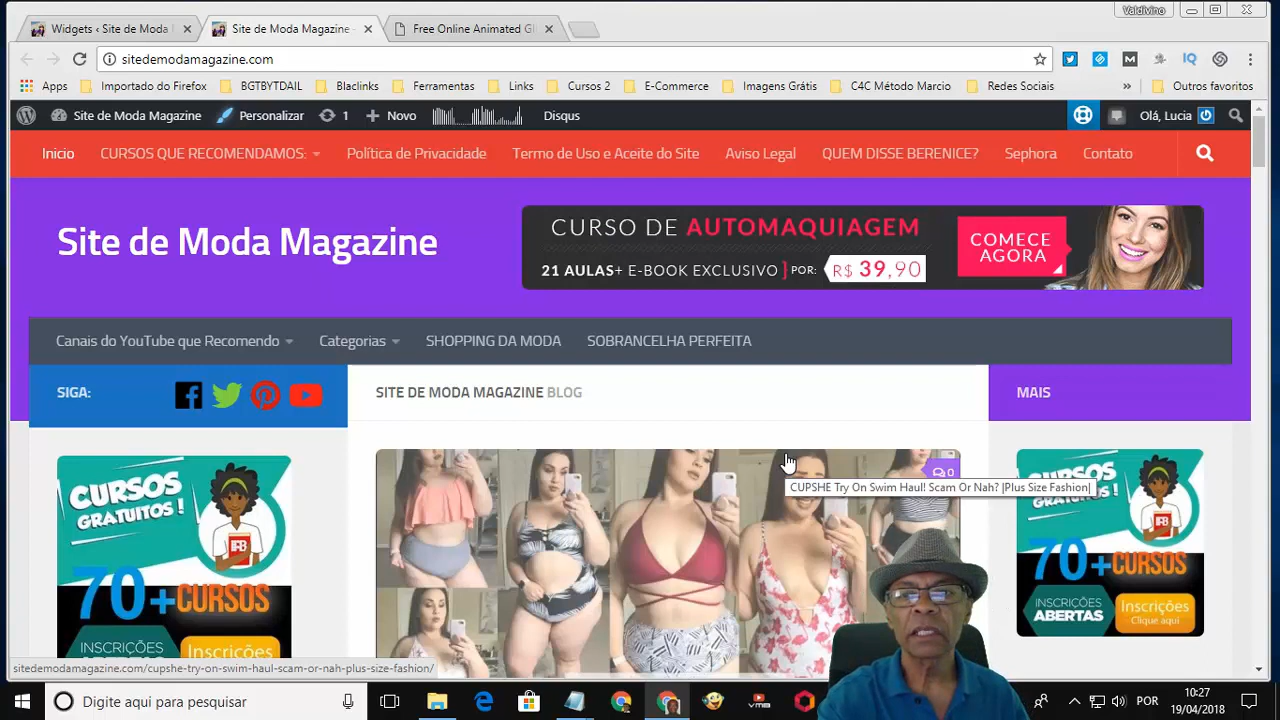 Valdivino
Widgets ‹ Site de Moda
Site de Moda Magazine -
Free Online Animated GI
sitedemodamagazine.com
Apps
Importado do Firefox
BGTBYTDAIL
Blaclinks
Ferramentas
Links
Cursos 2
E-Commerce
Imagens Grátis
C4C Método Marcio
Redes Sociais
»
Outros favoritos
Site de Moda Magazine
Personalizar
1
Novo
Disqus
Olá, Lucia
Inicio
CURSOS QUE RECOMENDAMOS:
Política de Privacidade
Termo de Uso e Aceite do Site
Aviso Legal
QUEM DISSE BERENICE?
Sephora
Contato
Site de Moda Magazine
CURSO DE AUTOMAQUIAGEM
21 AULAS+ E-BOOK EXCLUSIVO ] POR: R$ 39,90
COMECE
AGORA
Canais do YouTube que Recomendo
Categorias
SHOPPING DA MODA
SOBRANCELHA PERFEITA
SIGA:
SITE DE MODA MAGAZINE BLOG
MAIS
CURSOS
GRATUITOS!
70+CURSOS
INSCRIÇÕES
Inscrições
0
CUPSHE Try On Swim Haul! Scam Or Nah? |Plus Size Fashion|
CURSOS
GRATUITOS!
70+CURSOS
INSCRIÇÕES
ABERTAS
Inscrições
Clique aqui
sitedemodamagazine.com/cupshe-try-on-swim-haul-scam-or-nah-plus-size-fashion/
Digite aqui para pesquisar
POR
10:27
19/04/2018